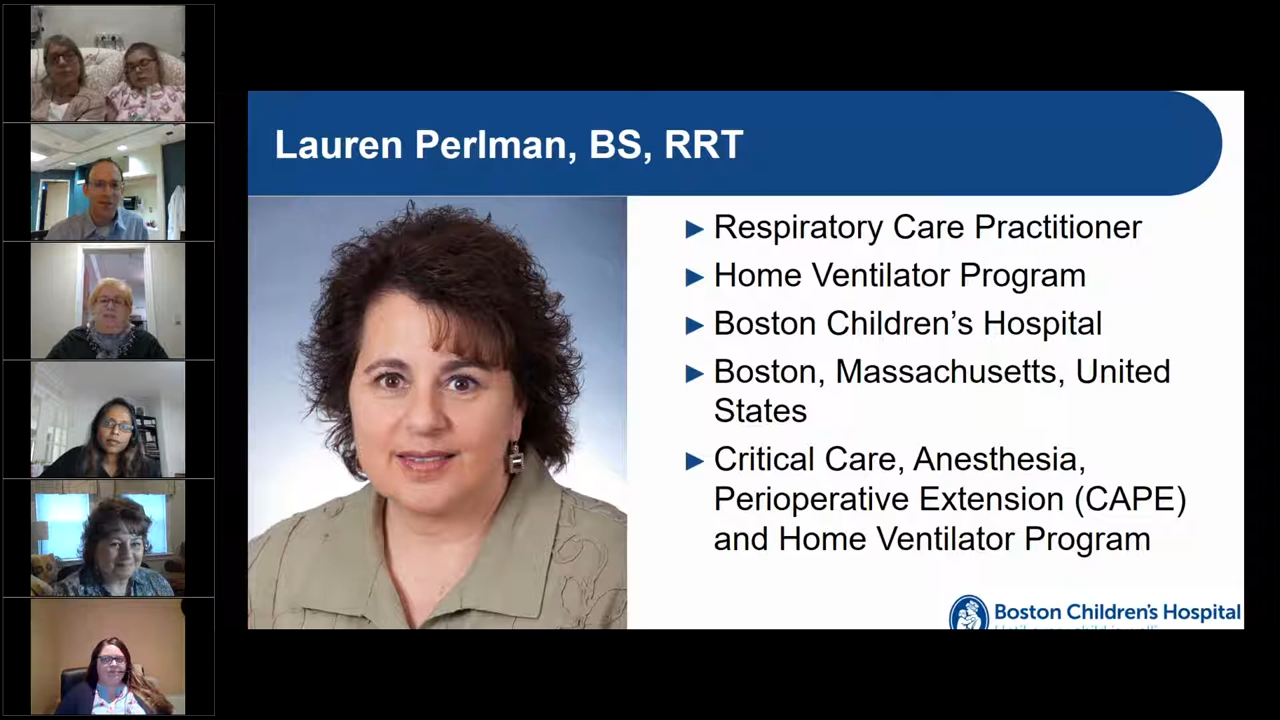 Lauren Perlman, BS, RRT
► Respiratory Care Practitioner
► Home Ventilator Program
► Boston Children’s Hospital
► Boston, Massachusetts, United
States
► Critical Care, Anesthesia,
Perioperative Extension (CAPE)
and Home Ventilator Program
Boston Children's Hospital